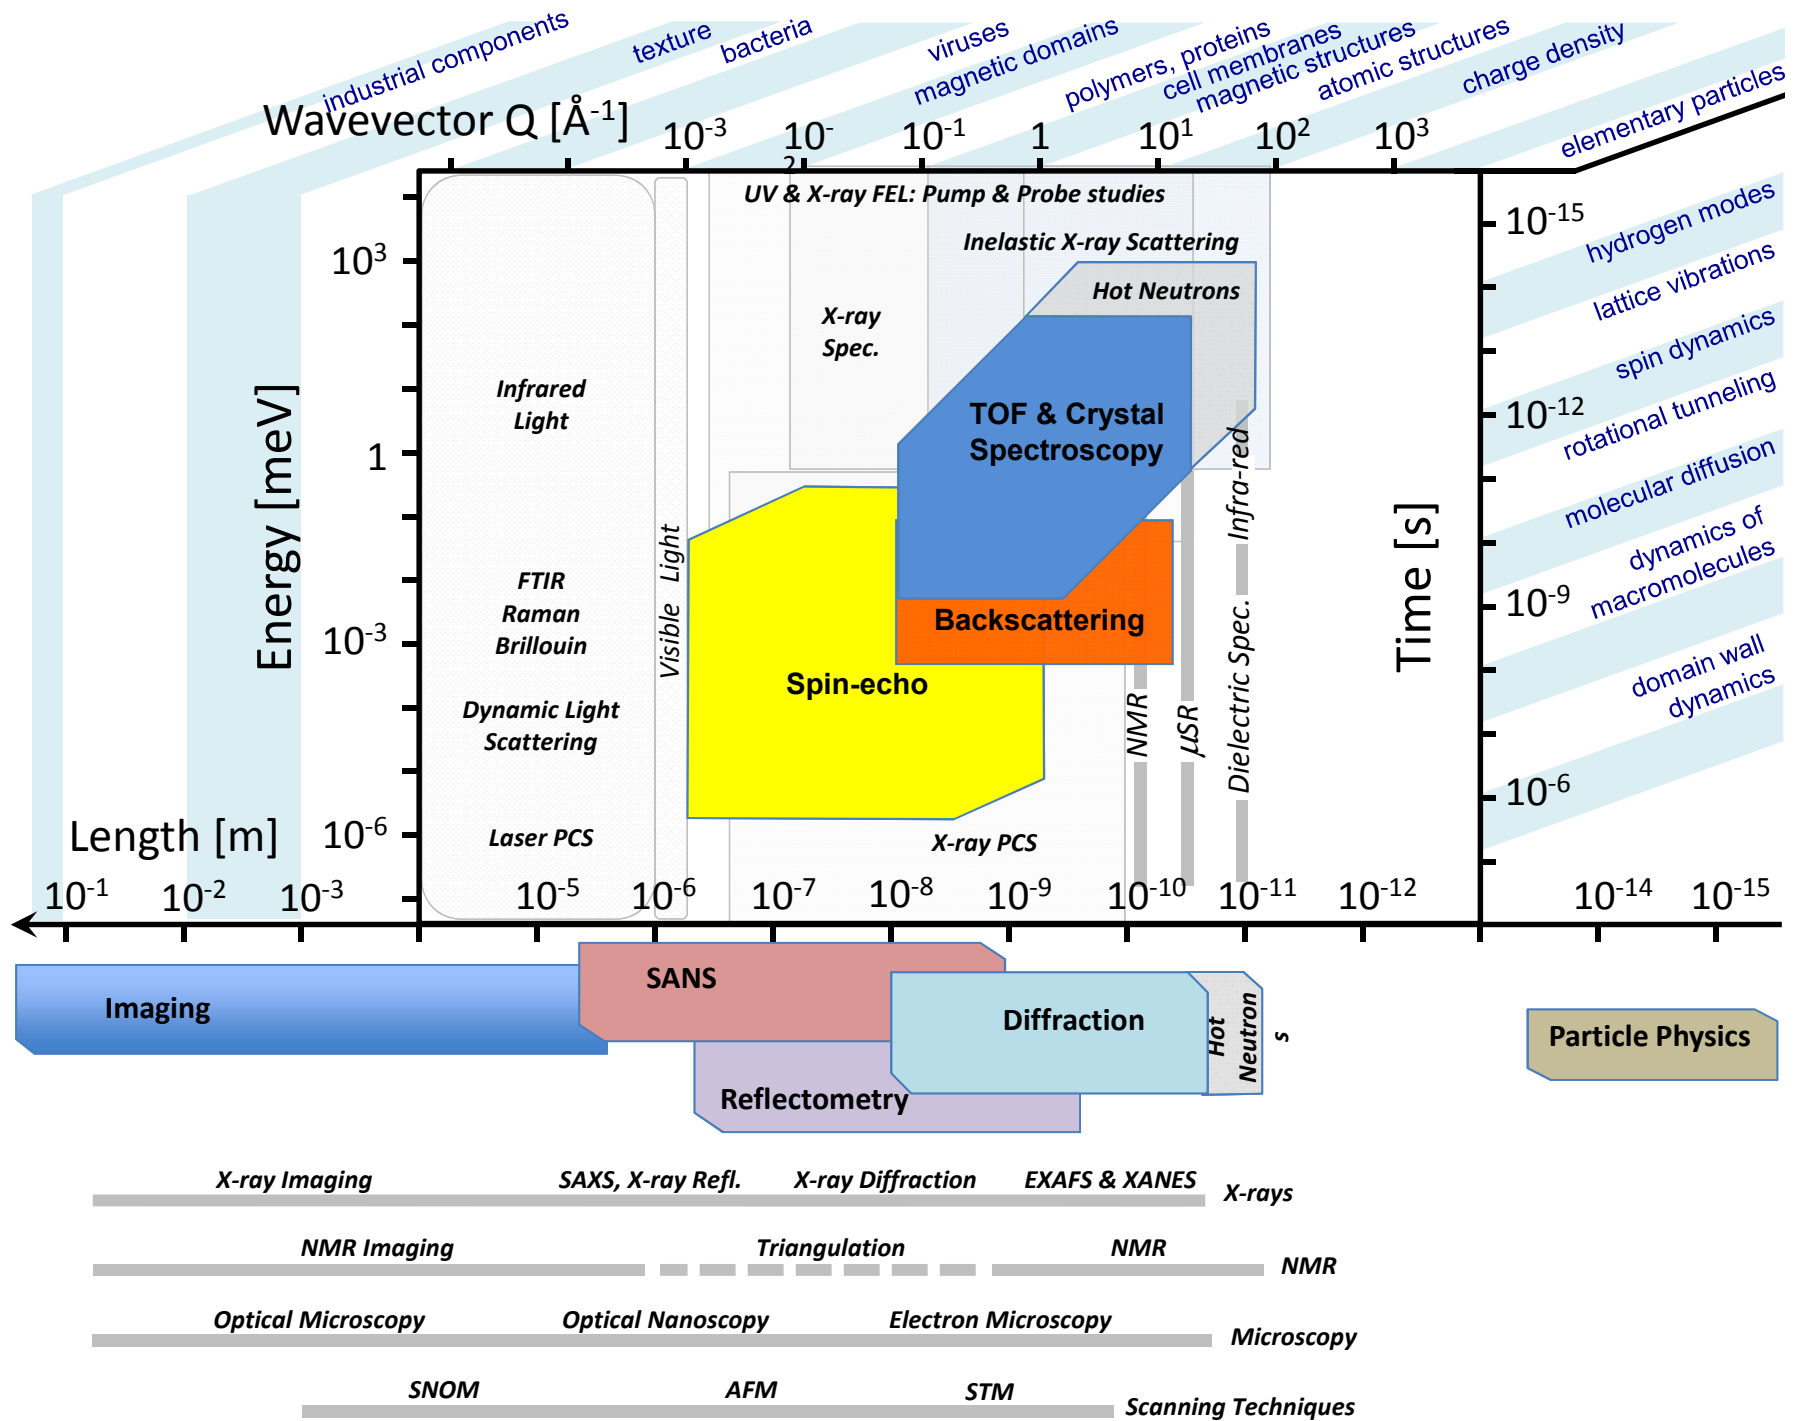 industrial components
texture
bacteria
viruses
magnetic domains
polymers, proteins
cell membranes
magnetic structures
atomic structures
charge density
elementary particles
Wavevector Q [Å-1]
10-3
10-
2
10-1
1
101
102
103
UV & X-ray FEL: Pump & Probe studies
Inelastic X-ray Scattering
Hot Neutrons
X-ray
Spec.
Infrared
Light
TOF & Crystal
Spectroscopy
FTIR
Raman
Brillouin
Visible Light
Backscattering
Spin-echo
Dynamic Light
Scattering
Laser PCS
X-ray PCS
NMR
µSR
Dielectric Spec. Infra-red
Energy [meV]
103
1
10-3
10-6
Time [s]
10-15
10-12
10-9
10-6
hydrogen modes
lattice vibrations
spin dynamics
rotational tunneling
molecular diffusion
dynamics of
macromolecules
domain wall
dynamics
Length [m]
10-1
10-2
10-3
10-5
10-6
10-7
10-8
10-9
10-10
10-11
10-12
10-14
10-15
Imaging
SANS
Diffraction
Hot
Neutron
s
Reflectometry
Particle Physics
X-ray Imaging
SAXS, X-ray Refl.
X-ray Diffraction
EXAFS & XANES
X-rays
NMR Imaging
Triangulation
NMR
NMR
Optical Microscopy
Optical Nanoscopy
Electron Microscopy
Microscopy
SNOM
AFM
STM
Scanning Techniques